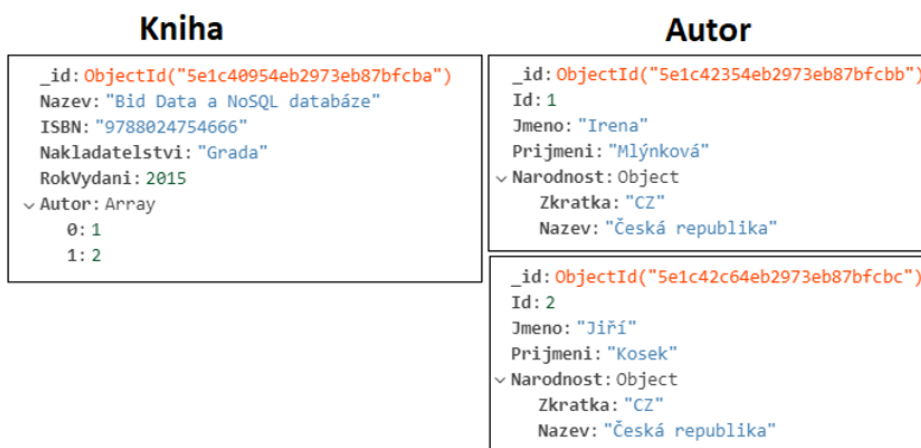 Kniha
_id: ObjectId("5e1c40954eb2973eb87bfcba")
Nazev: "Bid Data a NoSQL databáze"
ISBN: "9788024754666"
Nakladatelstvi: "Grada"
RokVydani: 2015
Autor: Array
0: 1
1: 2
Autor
_id: ObjectId("5e1c42354eb2973eb87bfcbb")
Id: 1
Jmeno: "Irena"
Prijmeni: "Mlýnková"
Narodnost: Object
Zkratka: "CZ"
Nazev: "Česká republika"
_id: ObjectId("5e1c42c64eb2973eb87bfcbc")
Id: 2
Jmeno: "Jiří"
Prijmeni: "Kosek"
Narodnost: Object
Zkratka: "CZ"
Nazev: "Česká republika"